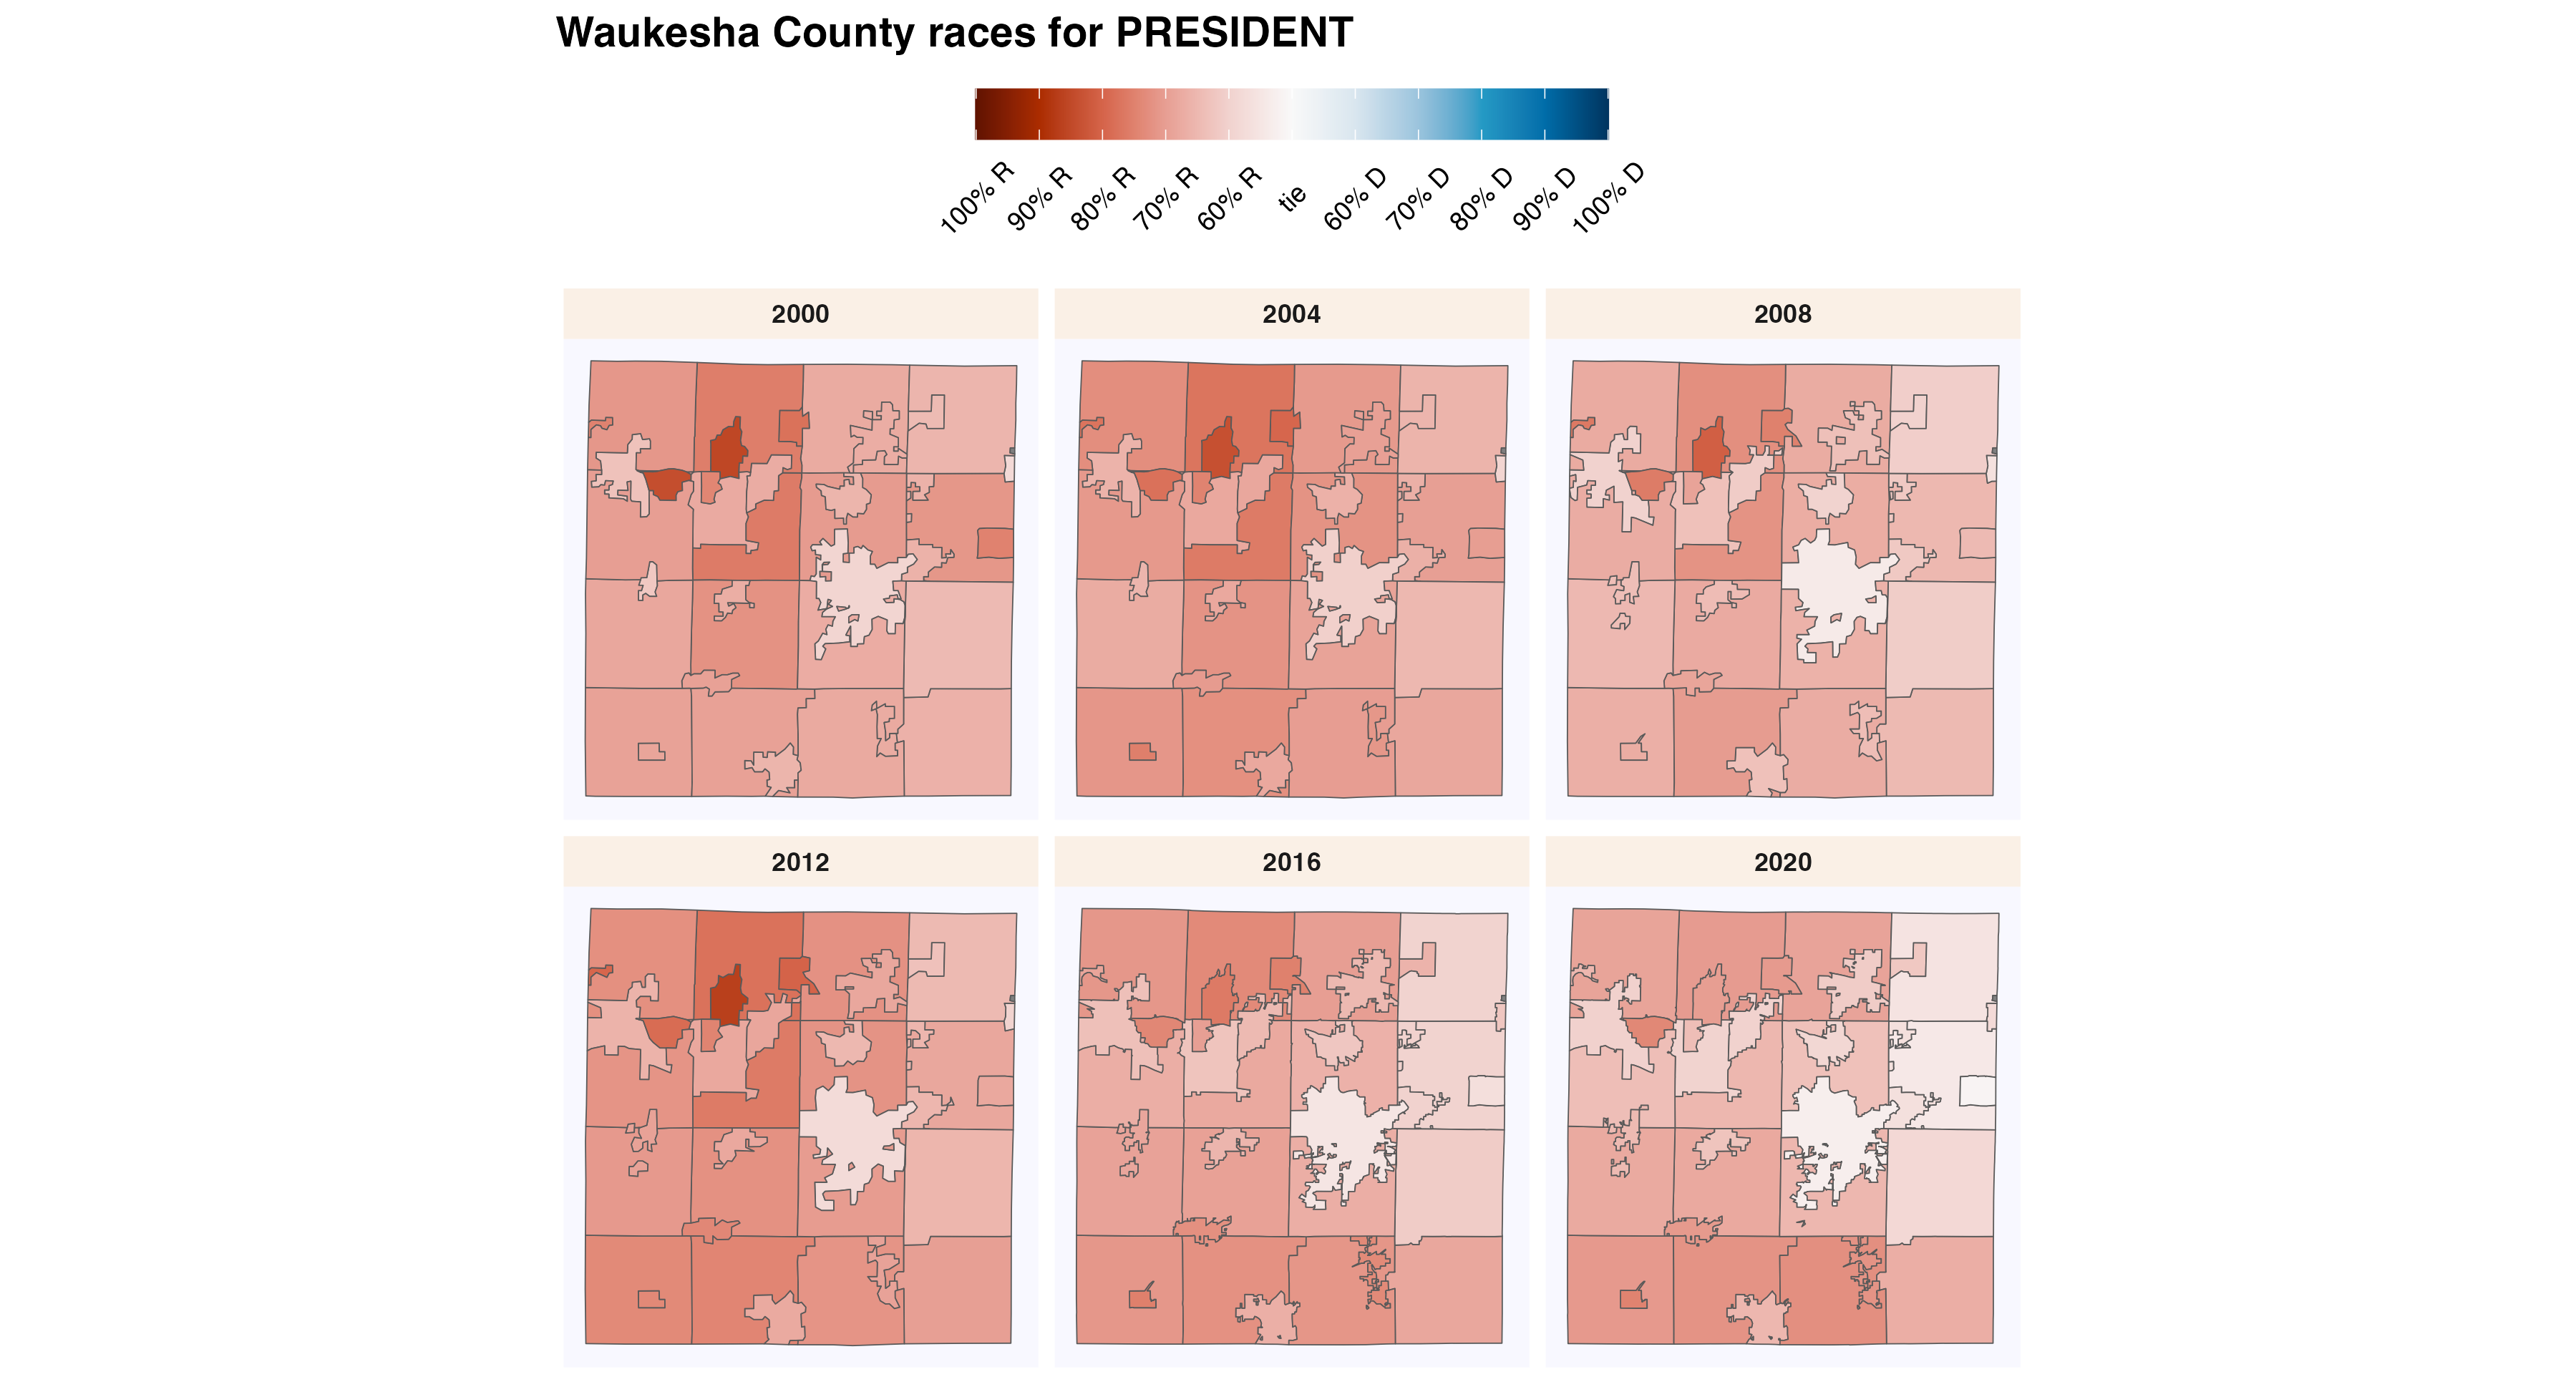 Waukesha County races for PRESIDENT
100% R
90% R
80% R
70% R
60% R
tie
60% D
70% D
80% D
90% D
100% D
2000
2004
2008
2012
2016
2020